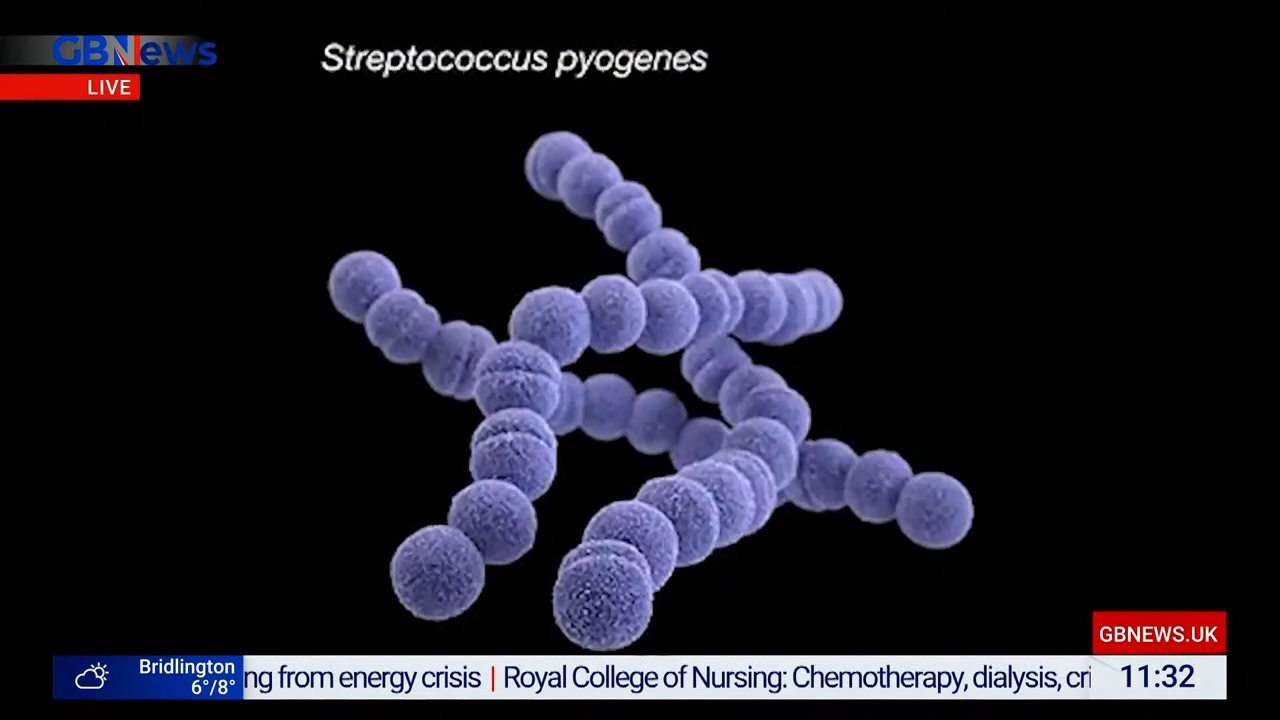 GBNews
LIVE
Streptococcus pyogenes
GBNEWS.UK
Bridlington
6°/8°
ng from energy crisis | Royal College of Nursing: Chemotherapy, dialysis, cri
11:32